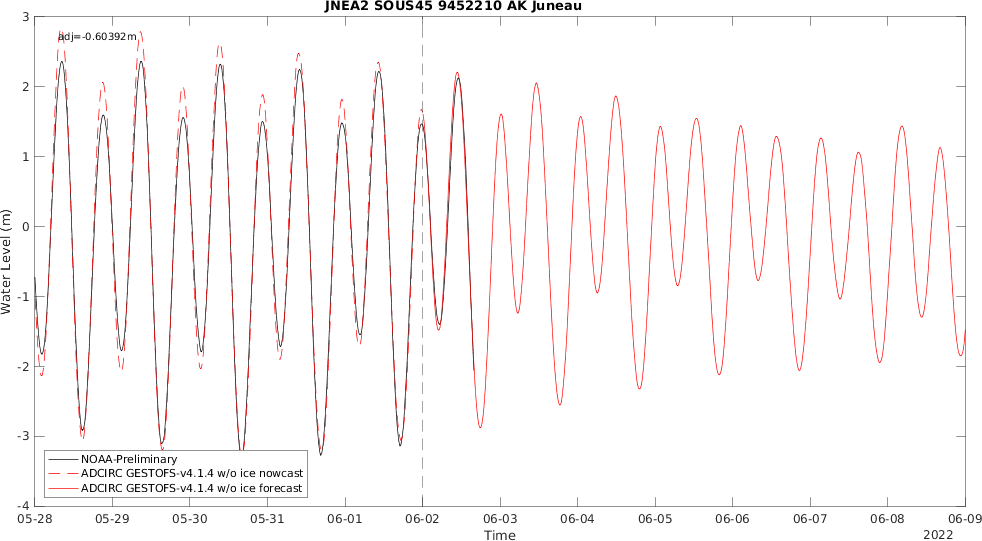 JNEA2 SOUS45 9452210 AK Juneau
adj=-0.60392m
3
2
1
0
-1
-2
-3
-4
Water Level (m)
NOAA-Preliminary
ADCIRC GESTOFS-v4.1.4 w/o ice nowcast
ADCIRC GESTOFS-v4.1.4 w/o ice forecast
05-28 05-29 05-30 05-31 06-01 06-02 06-03 06-04 06-05 06-06 06-07 06-08 06-09
Time
2022